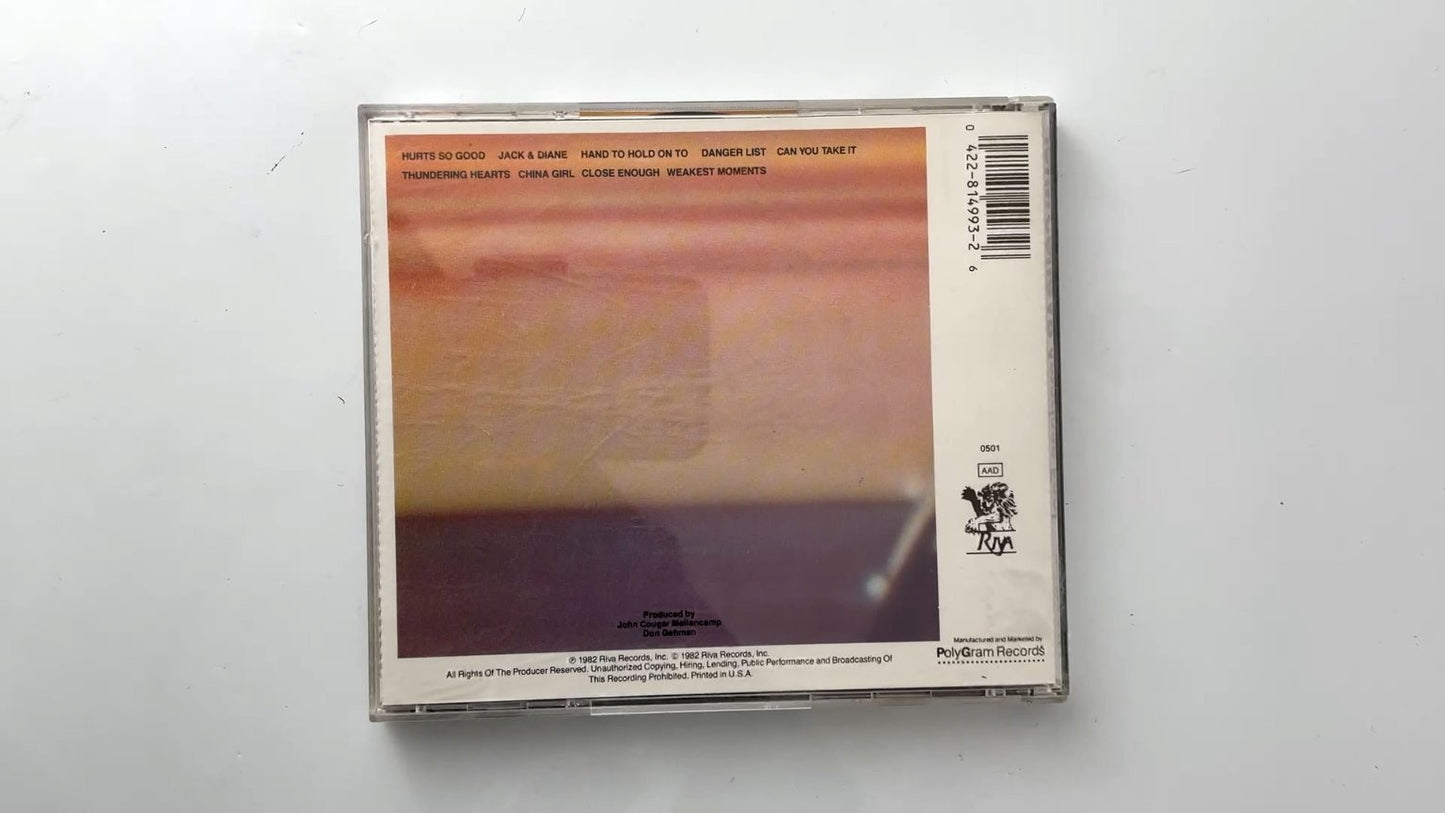 HURTS SO GOOD JACK & DIANE HAND TO HOLD ON TO DANGER LIST CAN YOU TAKE IT
THUNDERING HEARTS CHINA GIRL CLOSE ENOUGH WEAKEST MOMENTS
0 422-814993-2 6
0501
AAD
RIVA
Produced by
John Cougar Mellencamp
Don Gehman
Manufactured and Marketed by
PolyGram Records
℗ 1982 Riva Records, Inc. © 1982 Riva Records, Inc.
All Rights Of The Producer Reserved. Unauthorized Copying, Hiring, Lending, Public Performance and Broadcasting Of
This Recording Prohibited. Printed in U.S.A.